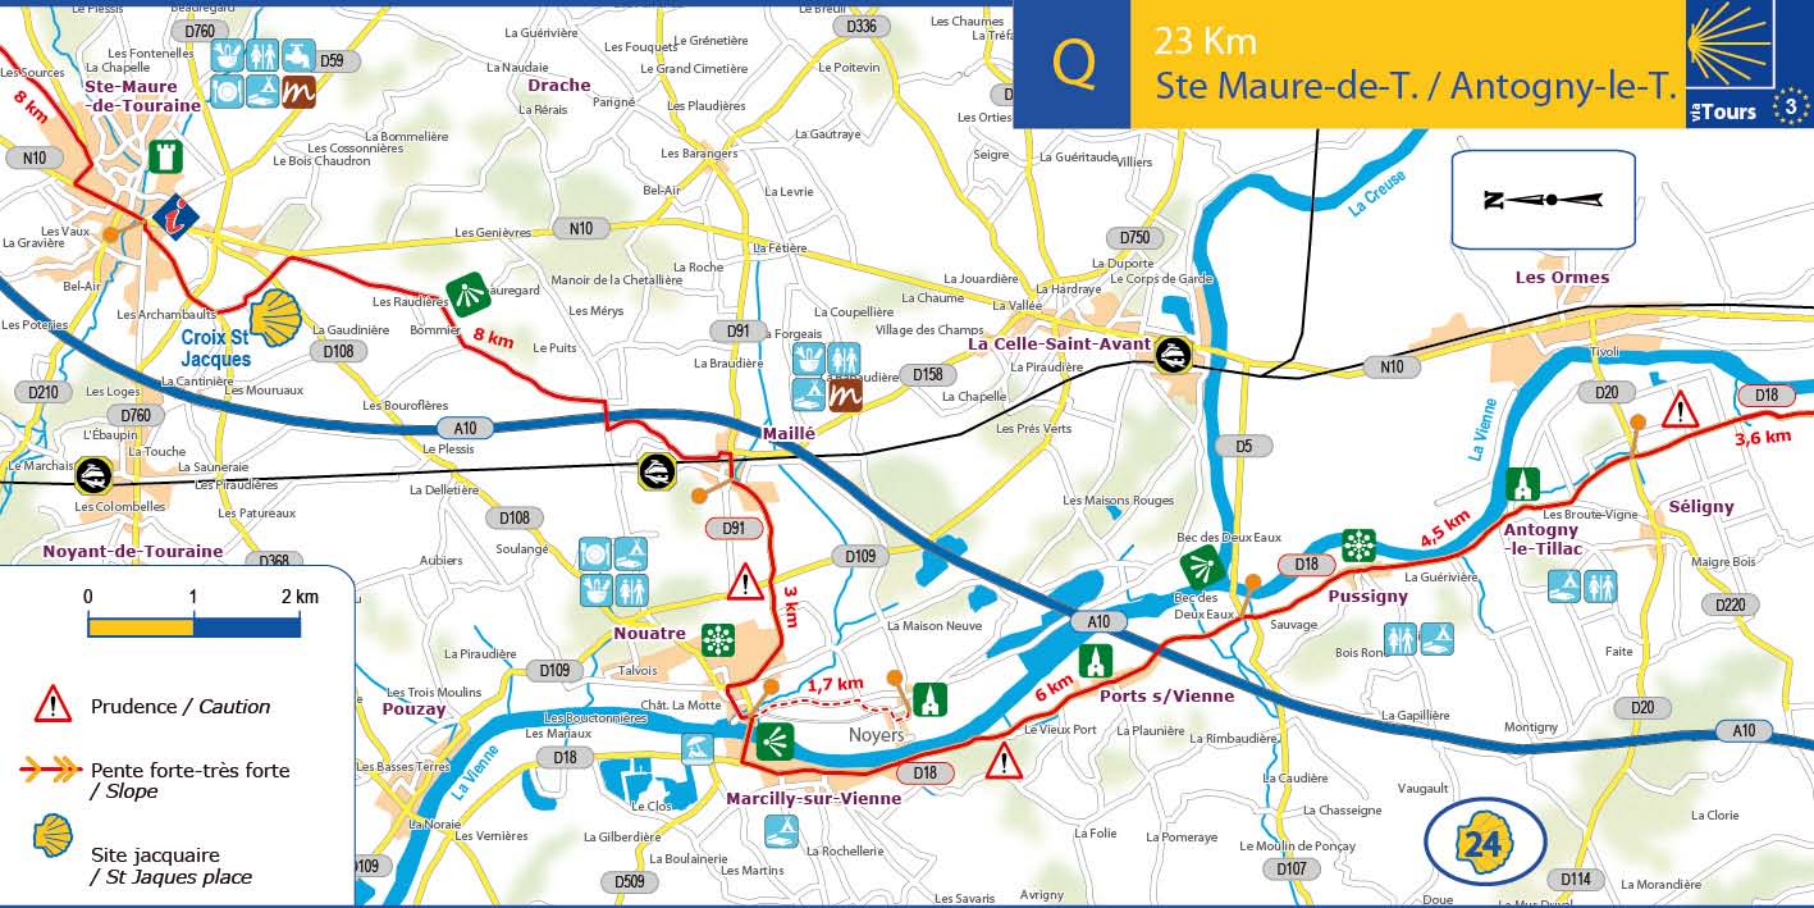 Le Plessis
Beauregard
D760
Les Fontenelles
La Chapelle
D59
Les Sources
Ste-Maure
-de-Touraine
8 km
N10
La Guérivière
Les Fouquets
Le Grénetière
La Naudaie
Le Grand Cimetière
Drache
La Rérais
Parigné
Les Plaudières
Le Breuil
D336
Le Poitevin
Les Chaumes
La Tréfa
D
Les Orties
Q
23 Km
Ste Maure-de-T. / Antogny-le-T.
via
Tours
3
m
La Bommelière
Les Cossonnières
Le Bois Chaudron
Les Barangers
La Gautraye
Seigre
La Guéritaude
Villiers
La Creuse
N
Bel-Air
La Levrie
i
Les Vaux
La Gravière
Les Genièvres
N10
La Fêtière
D750
La Duporte
Le Corps de Garde
Les Ormes
Bel-Air
La Roche
Manoir de la Chetallière
auregard
La Jouardière
La Hardraye
Les Raudières
La Chaume
La Vallée
Les Archambaults
Les Poteries
Croix St
Jacques
La Gaudinière
Bommier
8 km
Les Mérys
La Coupellière
D91
a Forgeais
Village des Champs
La Celle-Saint-Avant
D108
Le Puits
La Braudière
D158
La Piraudière
N10
Tivoli
D210
Les Loges
La Cantinière
Les Mouruaux
m
La Chapelle
D20
D18
D760
Les Bouroflères
A10
Maillé
Les Prés Verts
D5
La Vienne
3,6 km
L'Ébaupin
La Touche
Le Plessis
Le Marchais
La Sauneraie
Les Piraudières
La Delletière
Les Colombelles
Les Patureaux
D108
D91
Les Maisons Rouges
Séligny
Les Broute-Vigne
4,5 km
Antogny
-le-Tillac
Noyant-de-Touraine
D368
Aubiers
Soulangé
D109
Bec des Deux Eaux
D18
Maigre Bois
La Guérivière
0
1
2 km
3 km
Bec des
Deux Eaux
Pussigny
D220
Nouatre
La Maison Neuve
A10
Sauvage
Bois Ron
Faite
La Piraudière
D109
Talvois
1,7 km
6 km
Ports s/Vienne
Les Trois Moulins
Pouzay
Chât. La Motte
Les Bouctonnières
Les Mariaux
Noyers
Le Vieux Port
La Plaunière
La Rimbaudière
La Gapillière
Montigny
D20
A10
Prudence / Caution
Les Basses Terres
La Vienne
D18
D18
La Caudière
Vaugault
Pente forte-très forte
/ Slope
Le Clos
Marcilly-sur-Vienne
La Chasseigne
La Clorie
La Noraie
Les Vernières
La Gilberdière
La Rochellerie
La Folie
La Pomeraye
Le Moulin de Ponçay
24
Site jacquaire
/ St Jaques place
109
La Boulainerie
Les Martins
D509
D107
D114
La Morandière
Les Savaris
Avrigny
Doue